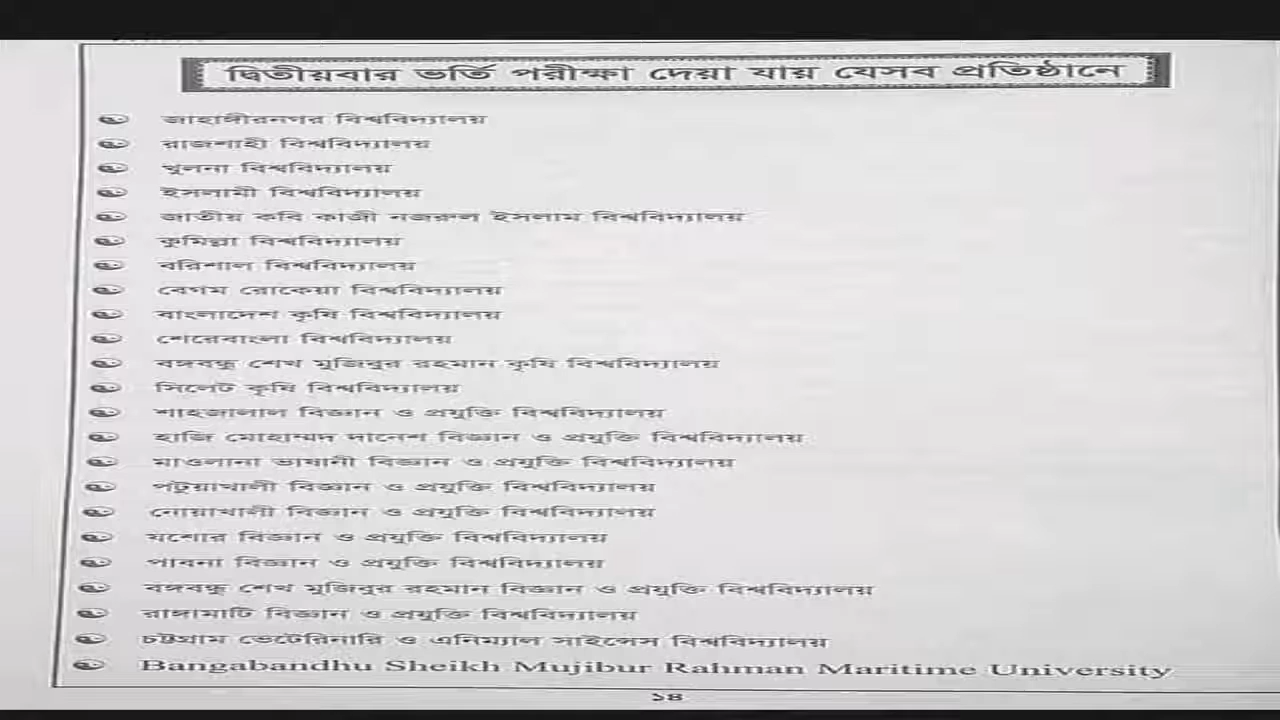 দ্বিতীয়বার ভর্তি পরীক্ষা দেয়া যায় যেসব প্রতিষ্ঠানে
জাহাঙ্গীরনগর বিশ্ববিদ্যালয়
রাজশাহী বিশ্ববিদ্যালয়
খুলনা বিশ্ববিদ্যালয়
ইসলামী বিশ্ববিদ্যালয়
জাতীয় কবি কাজী নজরুল ইসলাম বিশ্ববিদ্যালয়
কুমিল্লা বিশ্ববিদ্যালয়
বরিশাল বিশ্ববিদ্যালয়
বেগম রোকেয়া বিশ্ববিদ্যালয়
বাংলাদেশ কৃষি বিশ্ববিদ্যালয়
শেরেবাংলা বিশ্ববিদ্যালয়
বঙ্গবন্ধু শেখ মুজিবুর রহমান কৃষি বিশ্ববিদ্যালয়
সিলেট কৃষি বিশ্ববিদ্যালয়
শাহজালাল বিজ্ঞান ও প্রযুক্তি বিশ্ববিদ্যালয়
হাজি মোহাম্মদ দানেশ বিজ্ঞান ও প্রযুক্তি বিশ্ববিদ্যালয়
মাওলানা ভাষানী বিজ্ঞান ও প্রযুক্তি বিশ্ববিদ্যালয়
পটুয়াখালী বিজ্ঞান ও প্রযুক্তি বিশ্ববিদ্যালয়
নোয়াখালী বিজ্ঞান ও প্রযুক্তি বিশ্ববিদ্যালয়
যশোর বিজ্ঞান ও প্রযুক্তি বিশ্ববিদ্যালয়
পাবনা বিজ্ঞান ও প্রযুক্তি বিশ্ববিদ্যালয়
বঙ্গবন্ধু শেখ মুজিবুর রহমান বিজ্ঞান ও প্রযুক্তি বিশ্ববিদ্যালয়
রাঙ্গামাটি বিজ্ঞান ও প্রযুক্তি বিশ্ববিদ্যালয়
চট্টগ্রাম ভেটেরিনারি ও এনিম্যাল সাইন্সেস বিশ্ববিদ্যালয়
Bangabandhu Sheikh Mujibur Rahman Maritime University
১৪